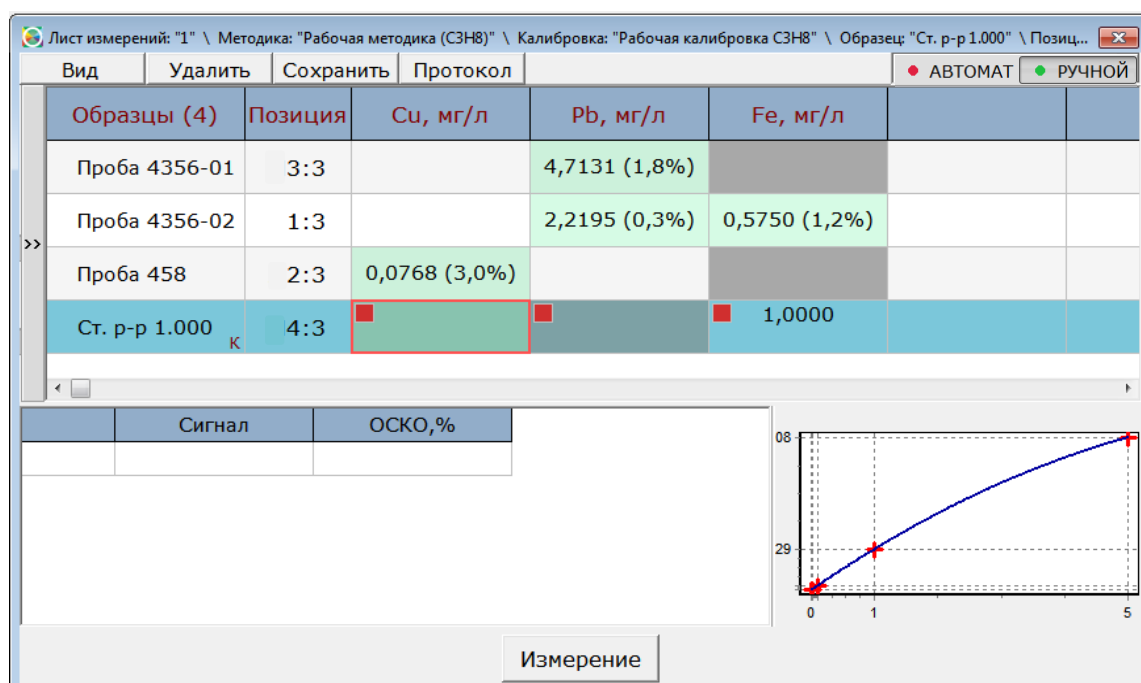 Лист измерений: "1" \ Методика: "Рабочая методика (С3Н8)" \ Калибровка: "Рабочая калибровка С3Н8" \ Образец: "Ст. р-р 1.000" \ Позиц...
Вид Удалить Сохранить Протокол АВТОМАТ РУЧНОЙ
Образцы (4) Позиция Cu, мг/л Pb, мг/л Fe, мг/л
Проба 4356-01 3:3 4,7131 (1,8%)
Проба 4356-02 1:3 2,2195 (0,3%) 0,5750 (1,2%)
>>
Проба 458 2:3 0,0768 (3,0%)
Ст. р-р 1.000 К 4:3 1,0000
Сигнал ОСКО,%
08
29
0 1 5
Измерение